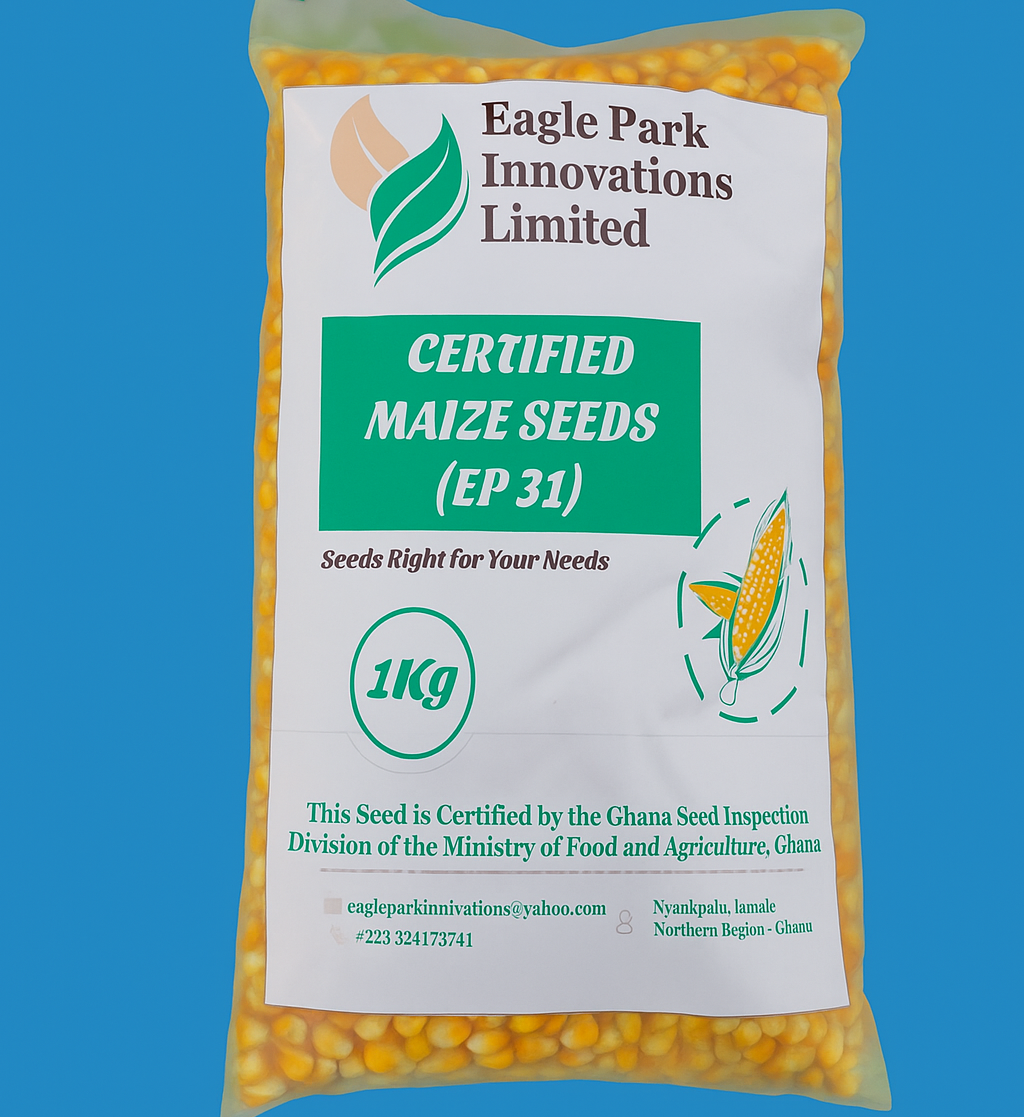 Eagle Park
Innovations
Limited
CERTIFIED
MAIZE SEEDS
(EP 31)
Seeds Right for Your Needs
1Kg
This Seed is Certified by the Ghana Seed Inspection
Division of the Ministry of Food and Agriculture, Ghana
eagleparkinnivations@yahoo.com
#223 324173741
Nyankpalu, lamale
Northern Begion - Ghanu